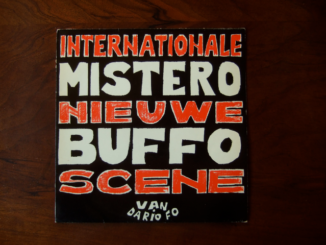 INTERNATIONALE
MISTERO
NIEUWE
BUFFO
SCENE
VAN
DARIO FO